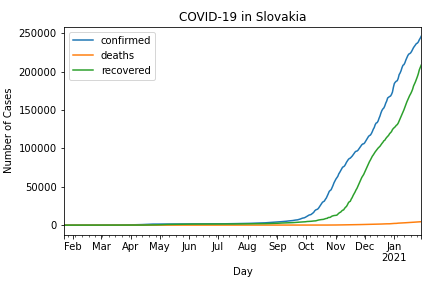 COVID-19 in Slovakia
confirmed
deaths
recovered
Number of Cases
250000
200000
150000
100000
50000
0
Feb Mar Apr May Jun Jul Aug Sep Oct Nov Dec Jan
2021
Day